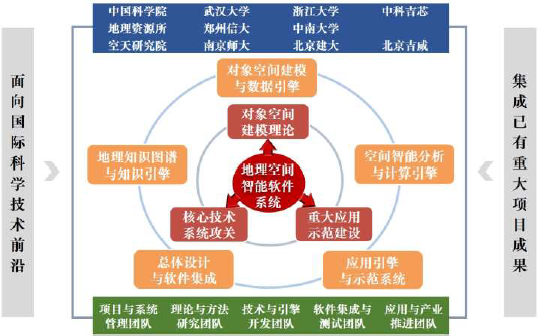 中国科学院 武汉大学 浙江大学 中科吉芯
地理资源所 郑州信大 中南大学
空天研究院 南京师大 北京建大 北京吉威
面向国际科学技术前沿
集成已有重大项目成果
对象空间建模
与数据引擎
对象空间
建模理论
地理知识图谱
与知识引擎
空间智能分析
与计算引擎
地理空间
智能软件
系统
核心技术
系统攻关
重大应用
示范建设
总体设计
与软件集成
应用引擎
与示范系统
项目与系统 理论与方法 技术与引擎 软件集成与 应用与产业
管理团队 研究团队 开发团队 测试团队 推进团队